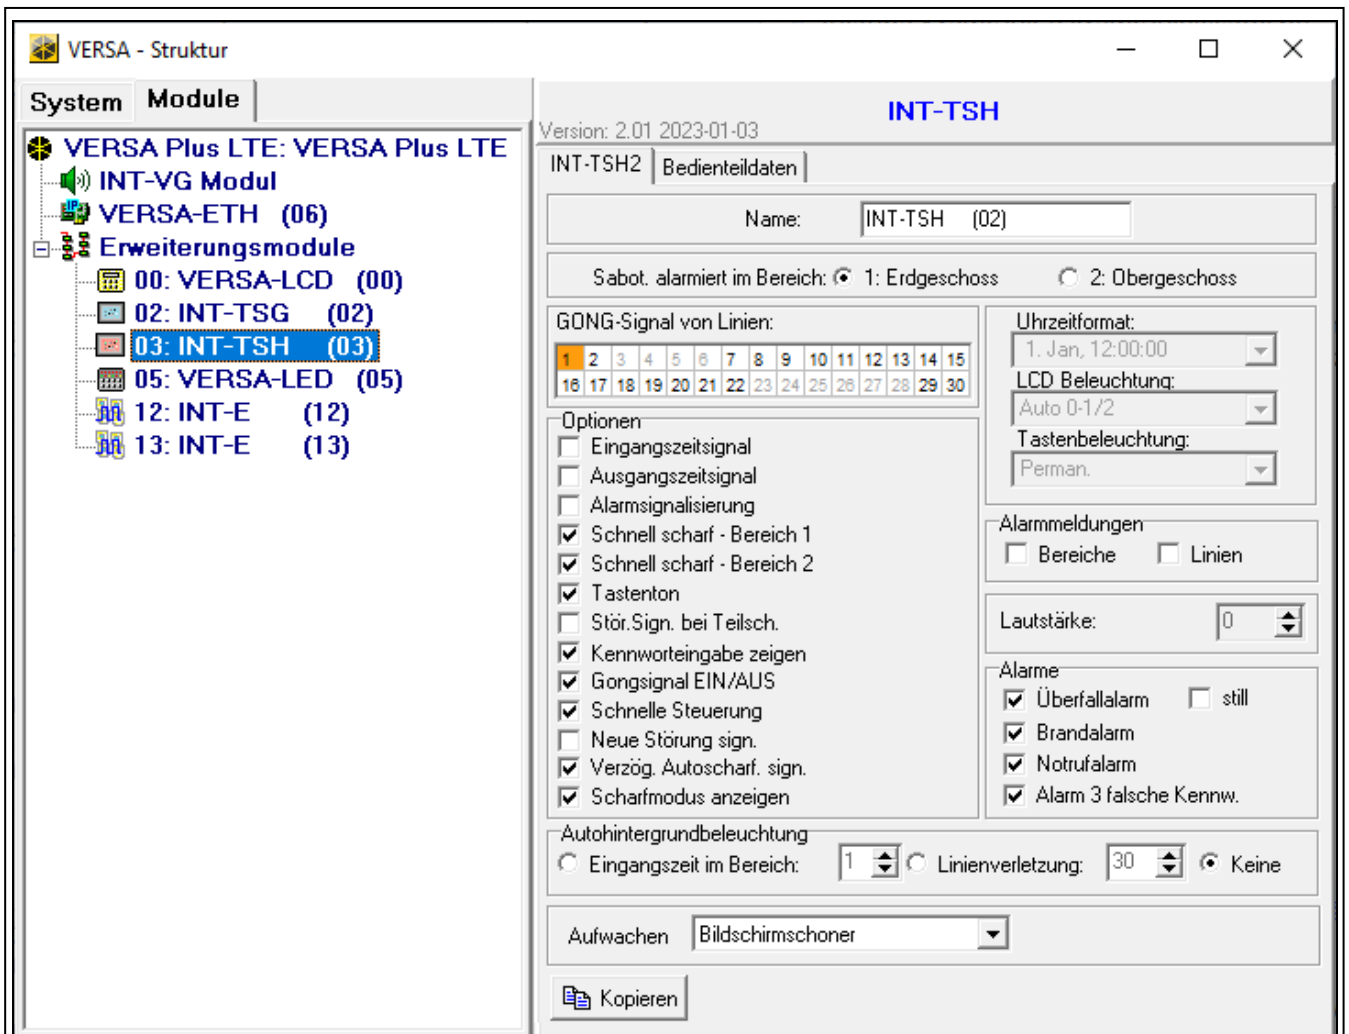 VERSA - Struktur
System Module
VERSA Plus LTE: VERSA Plus LTE
INT-VG Modul
VERSA-ETH (06)
Erweiterungsmodule
00: VERSA-LCD (00)
02: INT-TSG (02)
03: INT-TSH (03)
05: VERSA-LED (05)
12: INT-E (12)
13: INT-E (13)
INT-TSH
Version: 2.01 2023-01-03
INT-TSH2 Bedienteildaten
Name: INT-TSH (02)
Sabot. alarmiert im Bereich: 1: Erdgeschoss 2: Obergeschoss
GONG-Signal von Linien:
1 2 3 4 5 6 7 8 9 10 11 12 13 14 15
16 17 18 19 20 21 22 23 24 25 26 27 28 29 30
Optionen
Eingangszeitsignal
Ausgangszeitsignal
Alarmsignalisierung
Schnell scharf - Bereich 1
Schnell scharf - Bereich 2
Tastenton
Stör.Sign. bei Teilsch.
Kennworteingabe zeigen
Gongsignal EIN/AUS
Schnelle Steuerung
Neue Störung sign.
Verzög. Autoscharf. sign.
Scharfmodus anzeigen
Uhrzeitformat:
1. Jan, 12:00:00
LCD Beleuchtung:
Auto 0-1/2
Tastenbeleuchtung:
Perman.
Alarmmeldungen
Bereiche Linien
Lautstärke: 0
Alarme
Überfallalarm still
Brandalarm
Notrufalarm
Alarm 3 falsche Kennw.
Autohintergrundbeleuchtung
Eingangszeit im Bereich: 1 Linienverletzung: 30 Keine
Aufwachen Bildschirmschoner
Kopieren